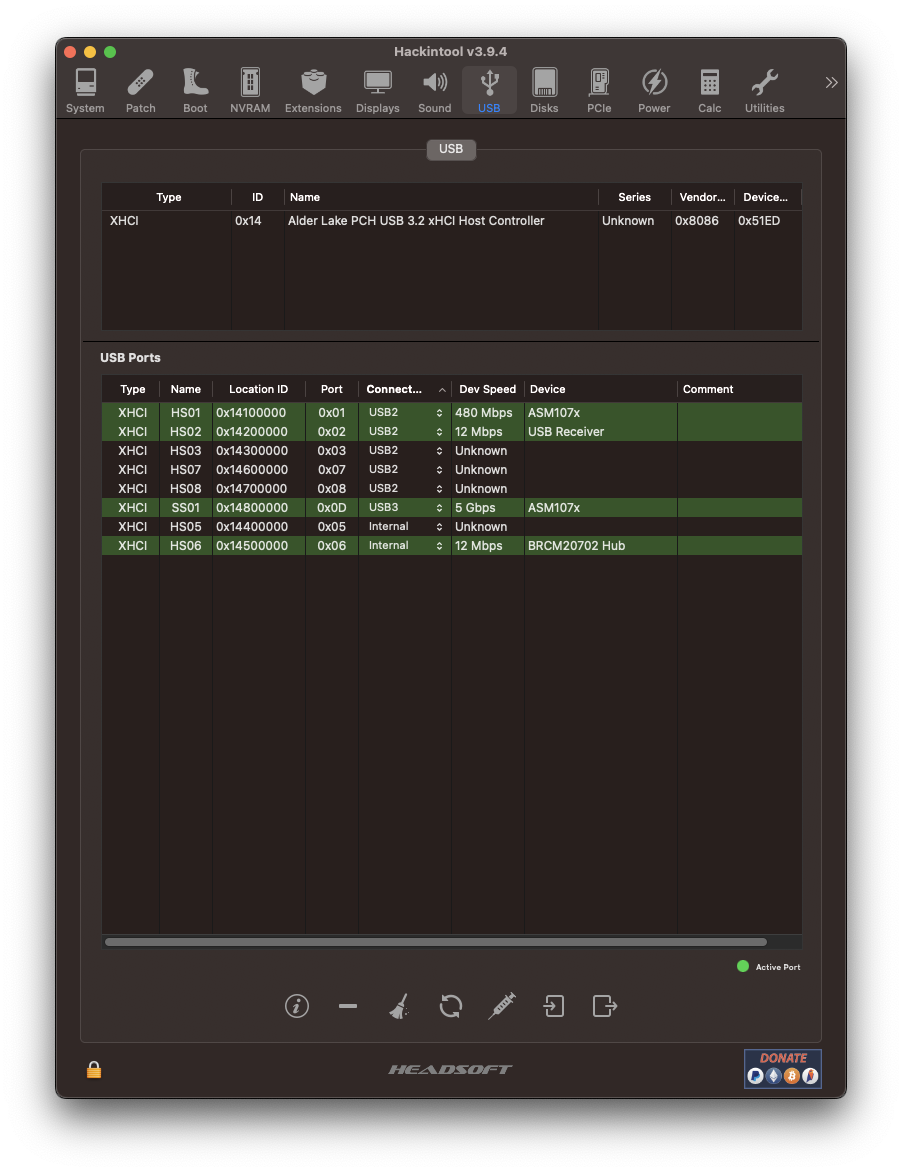 Hackintool v3.9.4
System Patch Boot NVRAM Extensions Displays Sound USB Disks PCIe Power Calc Utilities
USB
Type ID Name Series Vendor... Device...
XHCI 0x14 Alder Lake PCH USB 3.2 xHCI Host Controller Unknown 0x8086 0x51ED
USB Ports
Type Name Location ID Port Connect... Dev Speed Device Comment
XHCI HS01 0x14100000 0x01 USB2 480 Mbps ASM107x
XHCI HS02 0x14200000 0x02 USB2 12 Mbps USB Receiver
XHCI HS03 0x14300000 0x03 USB2 Unknown
XHCI HS07 0x14600000 0x07 USB2 Unknown
XHCI HS08 0x14700000 0x08 USB2 Unknown
XHCI SS01 0x14800000 0x0D USB3 5 Gbps ASM107x
XHCI HS05 0x14400000 0x05 Internal Unknown
XHCI HS06 0x14500000 0x06 Internal 12 Mbps BRCM20702 Hub
Active Port
HEADSOFT
DONATE